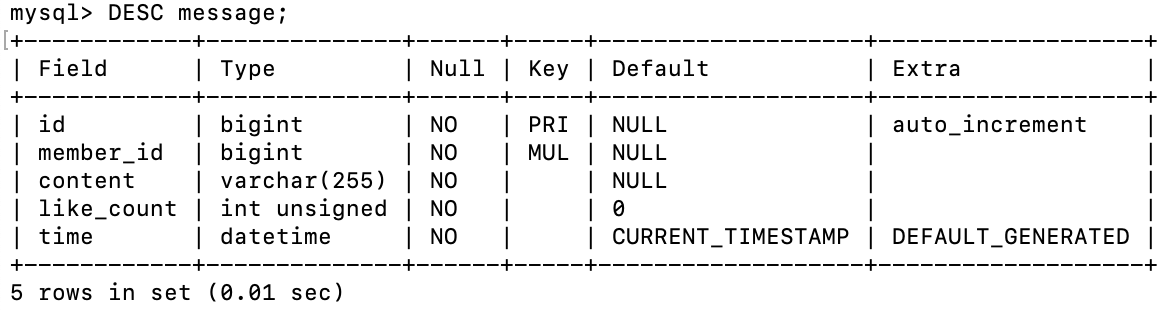 mysql> DESC message;
+-------------+---------------+------+-----+-------------------+-------------------+
| Field       | Type          | Null | Key | Default           | Extra             |
+-------------+---------------+------+-----+-------------------+-------------------+
| id          | bigint        | NO   | PRI | NULL              | auto_increment    |
| member_id   | bigint        | NO   | MUL | NULL              |                   |
| content     | varchar(255)  | NO   |     | NULL              |                   |
| like_count  | int unsigned  | NO   |     | 0                 |                   |
| time        | datetime      | NO   |     | CURRENT_TIMESTAMP | DEFAULT_GENERATED |
+-------------+---------------+------+-----+-------------------+-------------------+
5 rows in set (0.01 sec)